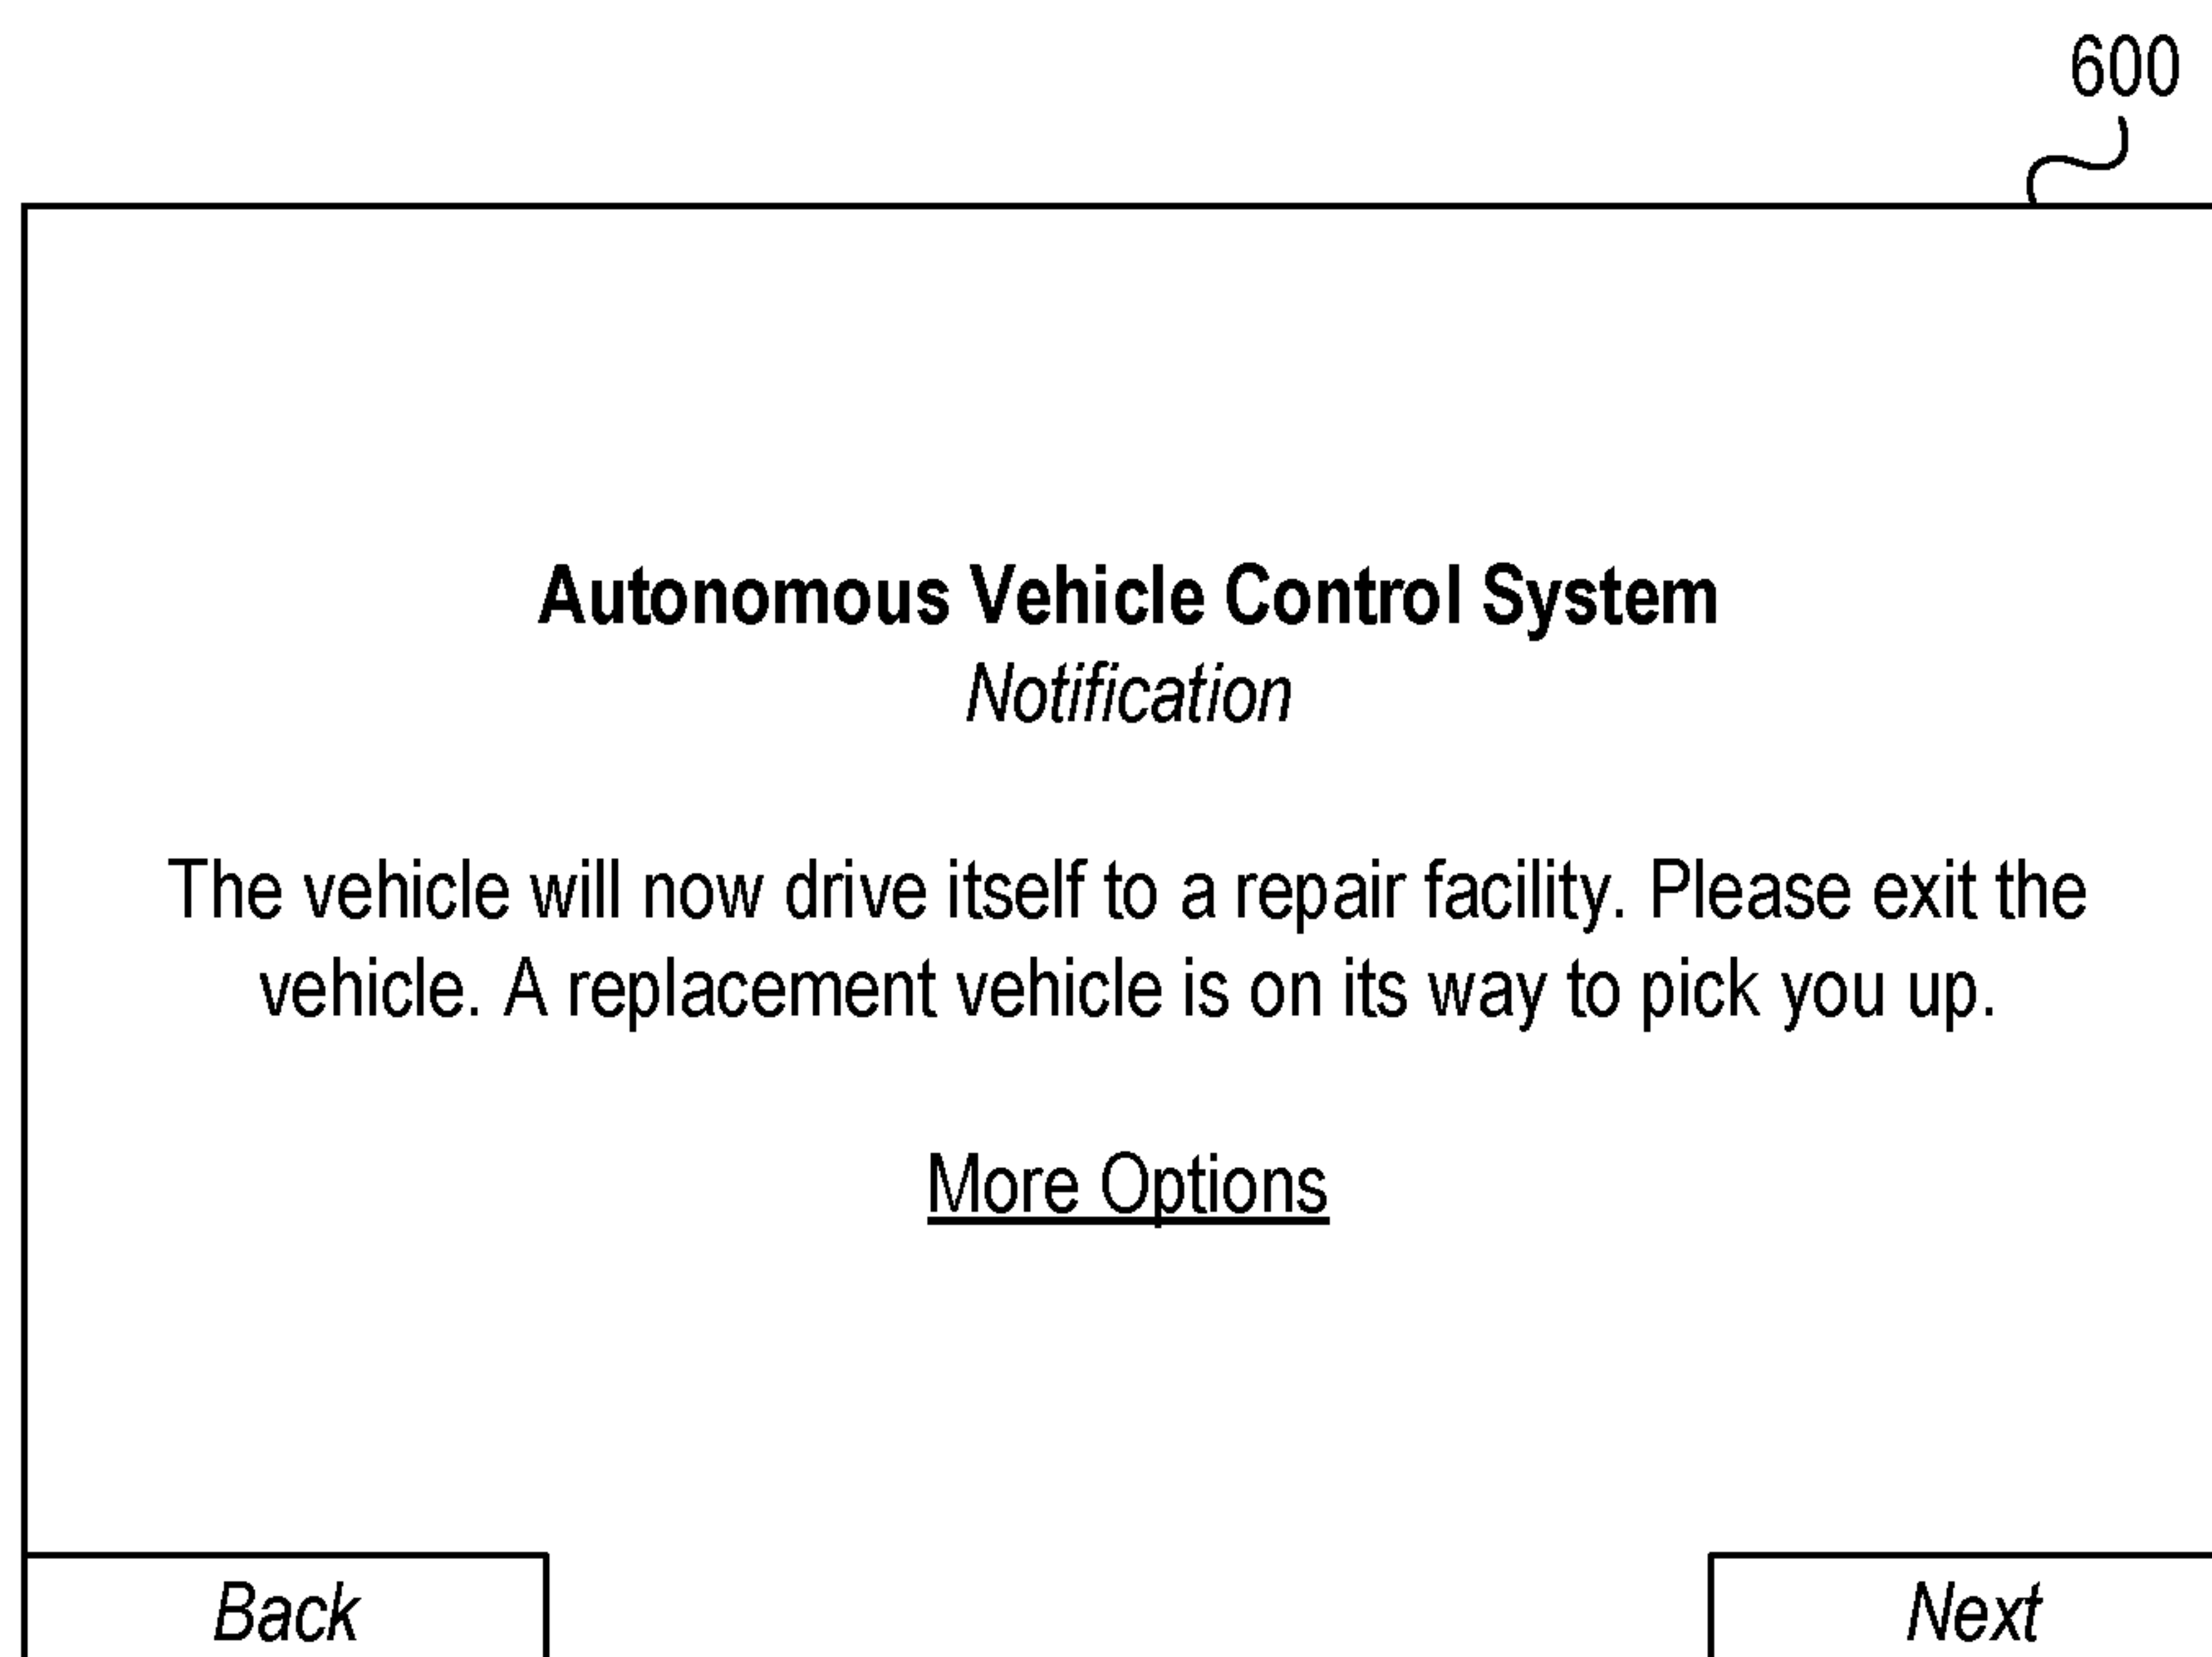 600
Autonomous Vehicle Control System
Notification
The vehicle will now drive itself to a repair facility. Please exit the
vehicle. A replacement vehicle is on its way to pick you up.
More Options
Back
Next